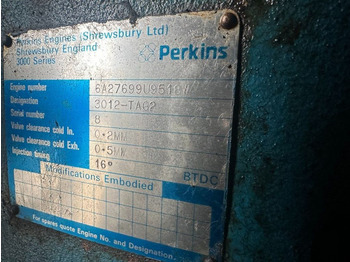 Perkins Engines (Shrewsbury Ltd)
Shrewsbury England
3000 Series
Perkins
Engine number
Designation 3012-TAG2
Serial number 8
Valve clearance cold In. 0·2MM
Valve clearance cold Exh. 0·5MM
Injection timing 16° BTDC
Modifications Embodied
For spares quote Engine No. and Designation.